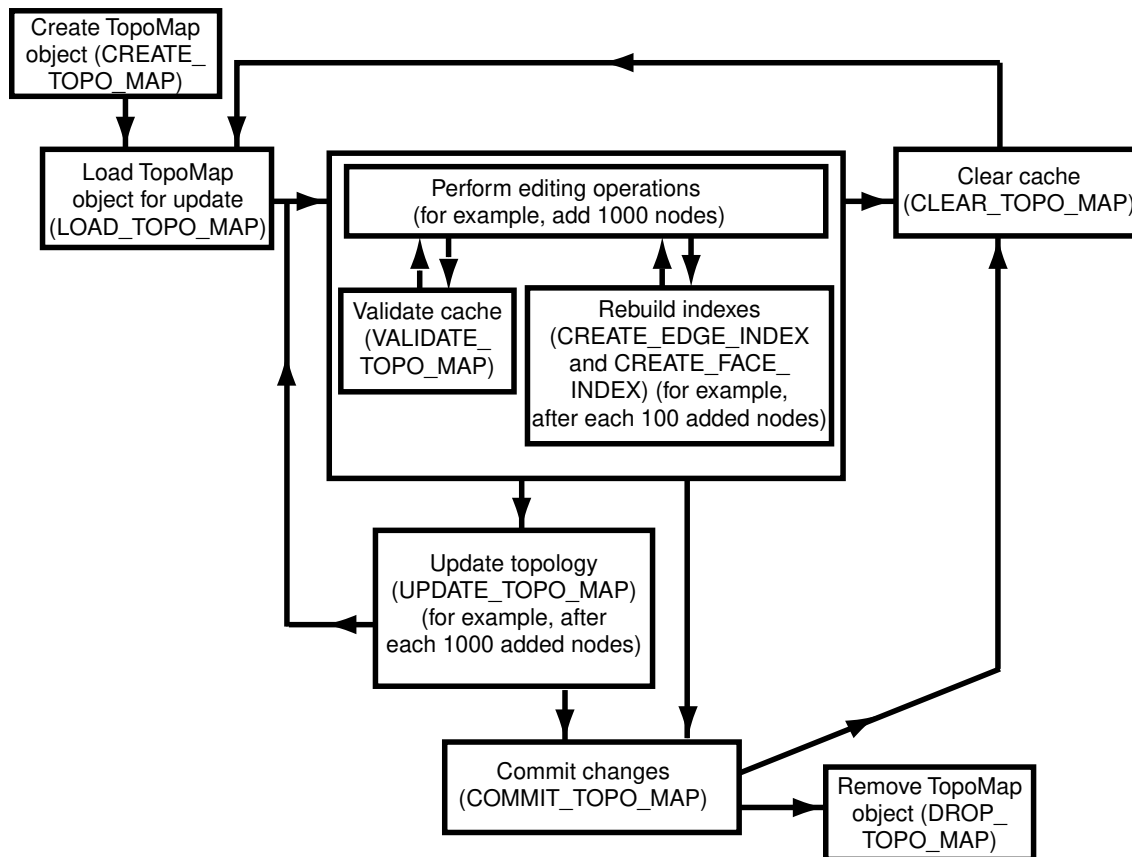 Create TopoMap
object (CREATE_
TOPO_MAP)
Load TopoMap
object for update
(LOAD_TOPO_MAP)
Perform editing operations
(for example, add 1000 nodes)
Clear cache
(CLEAR_TOPO_MAP)
Validate cache
(VALIDATE_
TOPO_MAP)
Rebuild indexes
(CREATE_EDGE_INDEX
and CREATE_FACE_
INDEX) (for example,
after each 100 added nodes)
Update topology
(UPDATE_TOPO_MAP)
(for example, after
each 1000 added nodes)
Commit changes
(COMMIT_TOPO_MAP)
Remove TopoMap
object (DROP_
TOPO_MAP)